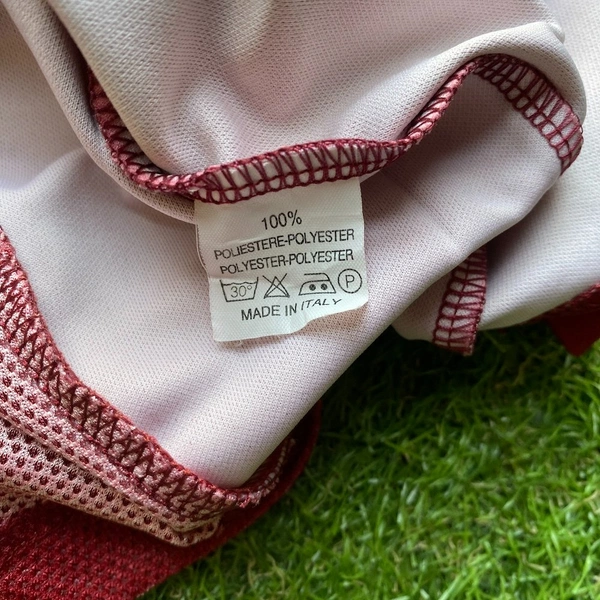 100%
POLIESTERE-POLYESTER
POLYESTER-POLYESTER
30° P
MADE IN ITALY